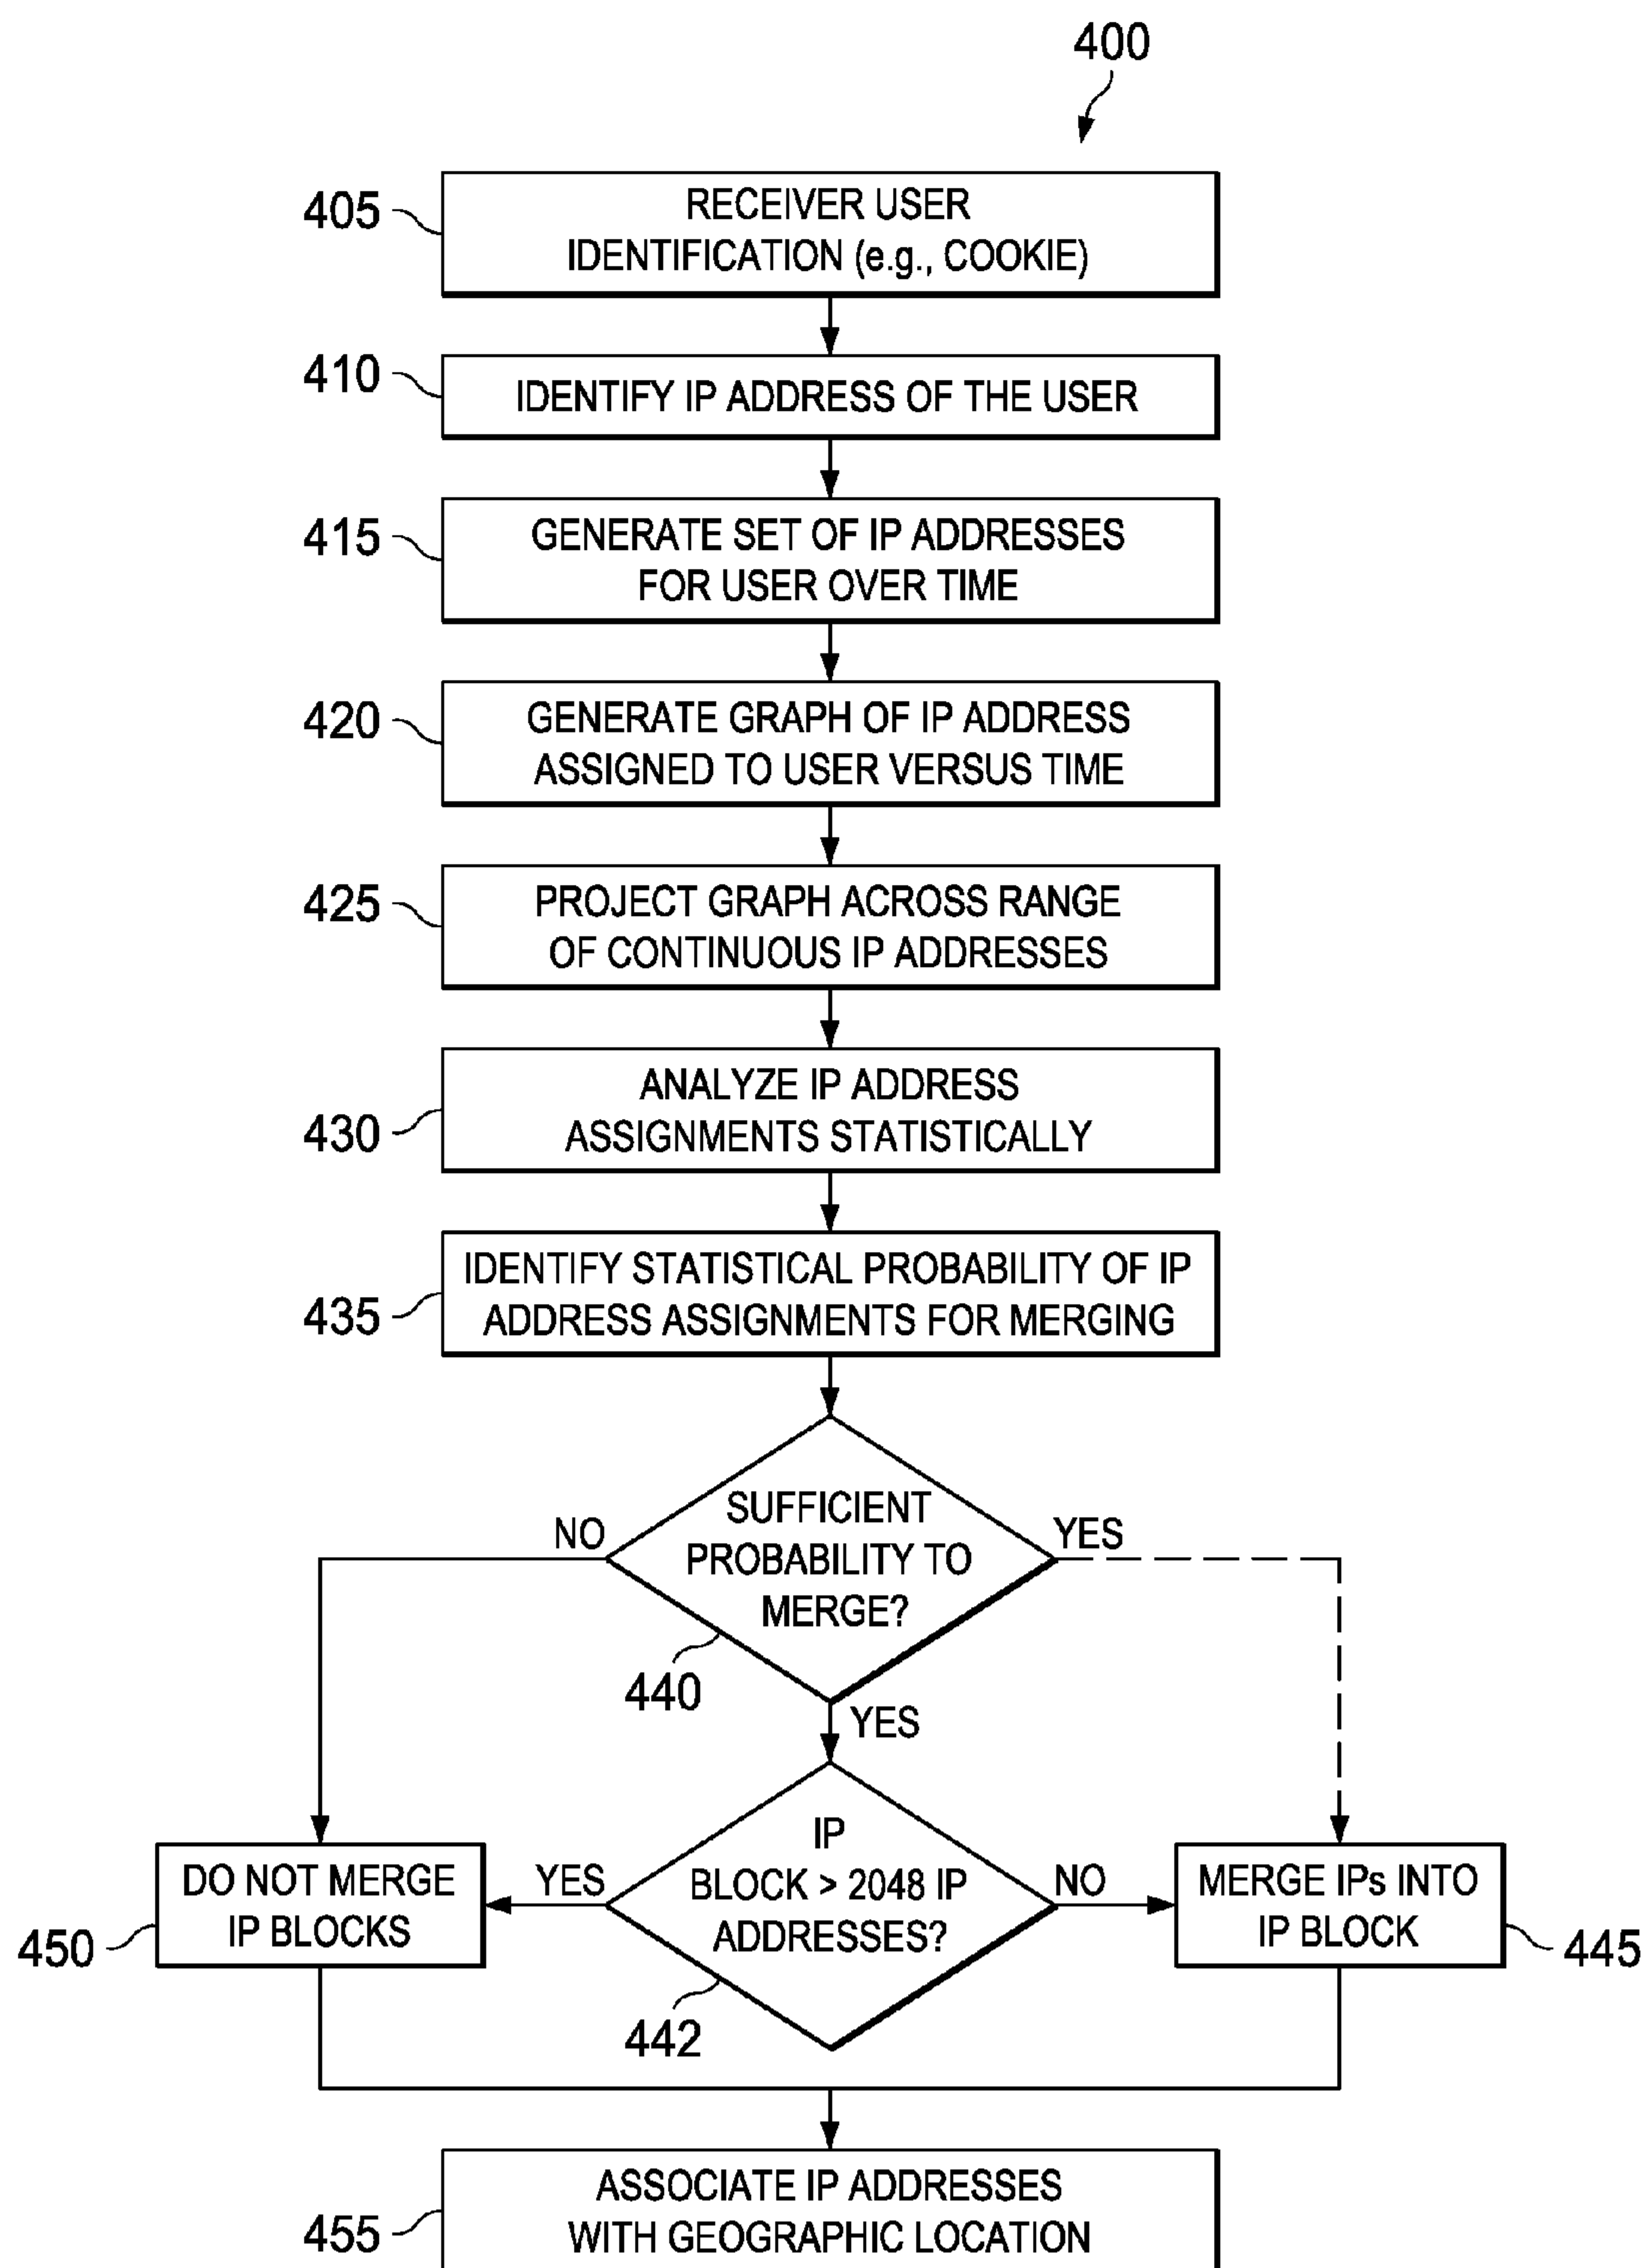 400
405
RECEIVER USER
IDENTIFICATION (e.g., COOKIE)
410
IDENTIFY IP ADDRESS OF THE USER
415
GENERATE SET OF IP ADDRESSES
FOR USER OVER TIME
420
GENERATE GRAPH OF IP ADDRESS
ASSIGNED TO USER VERSUS TIME
425
PROJECT GRAPH ACROSS RANGE
OF CONTINUOUS IP ADDRESSES
430
ANALYZE IP ADDRESS
ASSIGNMENTS STATISTICALLY
435
IDENTIFY STATISTICAL PROBABILITY OF IP
ADDRESS ASSIGNMENTS FOR MERGING
NO
SUFFICIENT
PROBABILITY TO
MERGE?
YES
440
YES
450
DO NOT MERGE
IP BLOCKS
YES
IP
BLOCK > 2048 IP
ADDRESSES?
NO
442
MERGE IPs INTO
IP BLOCK
445
455
ASSOCIATE IP ADDRESSES
WITH GEOGRAPHIC LOCATION